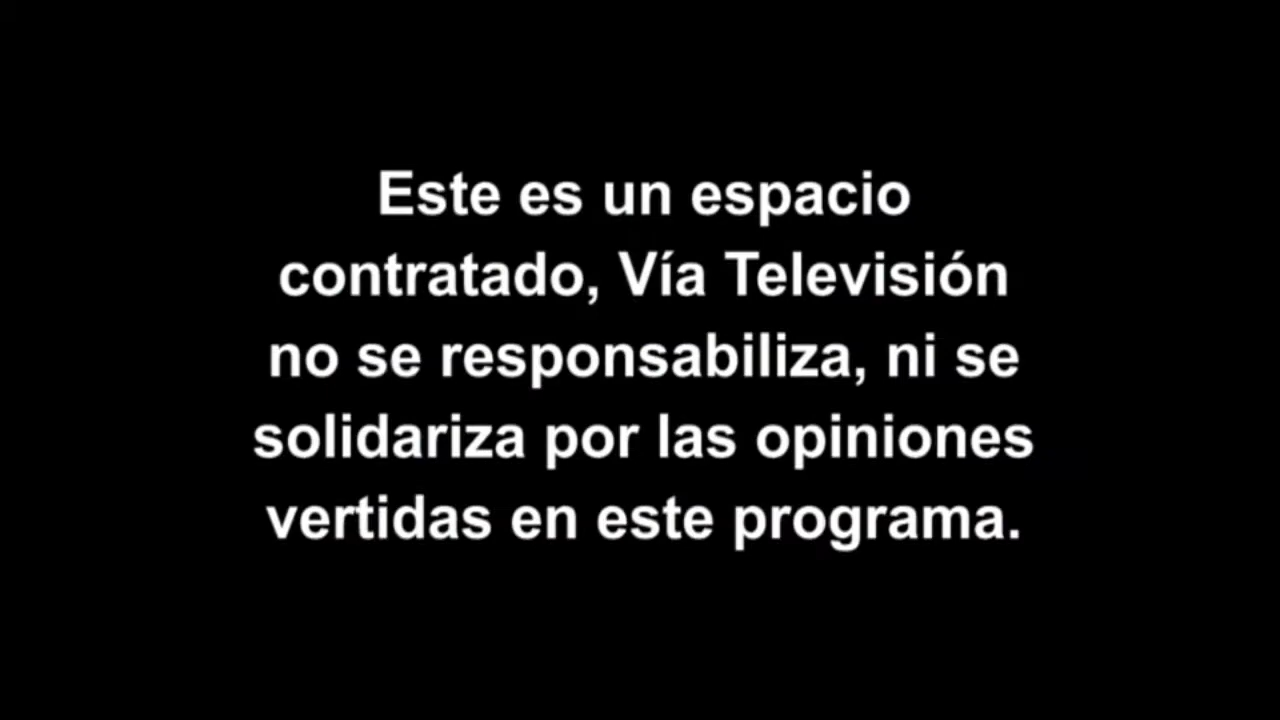 Este es un espacio
contratado, Vía Televisión
no se responsabiliza, ni se
solidariza por las opiniones
vertidas en este programa.